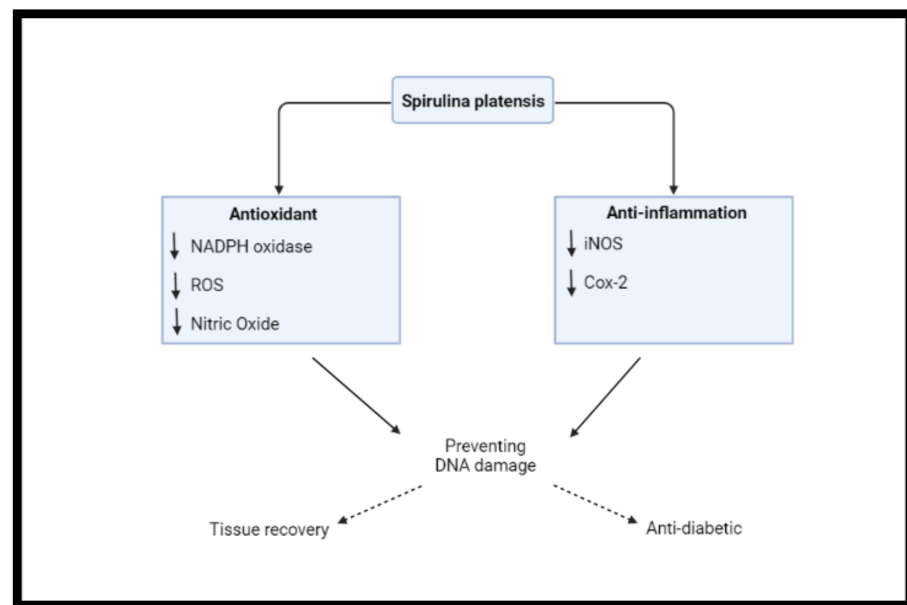 Spirulina platensis
Antioxidant
NADPH oxidase
ROS
Nitric Oxide
Anti-inflammation
iNOS
Cox-2
Preventing
DNA damage
Tissue recovery
Anti-diabetic